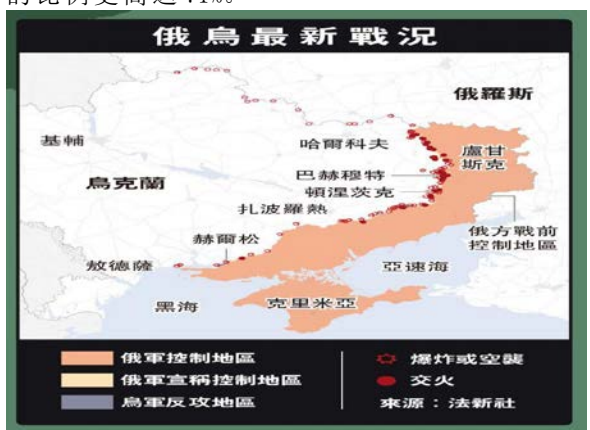 俄烏最新戰況
俄羅斯
基輔
哈爾科夫
盧甘
斯克
巴赫穆特
烏克蘭
頓涅茨克
扎波羅熱
赫爾松
俄方戰前
控制地區
敖德薩
亞速海
黑海
克里米亞
俄軍控制地區
爆炸或空襲
俄軍宣稱控制地區
交火
烏軍反攻地區
來源：法新社